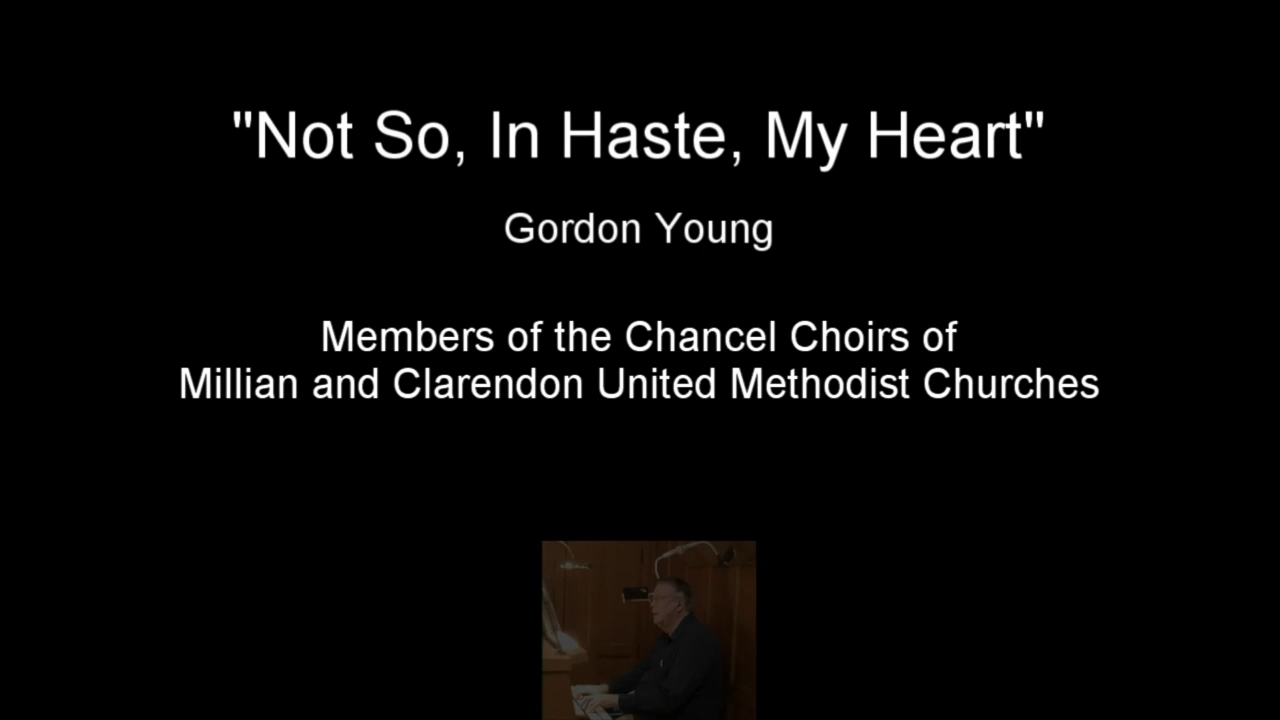 "Not So, In Haste, My Heart"
Gordon Young
Members of the Chancel Choirs of
Millian and Clarendon United Methodist Churches